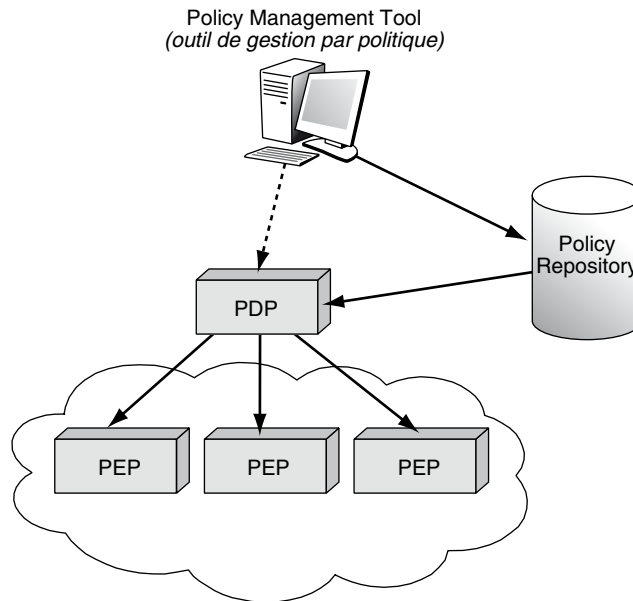 Policy Management Tool
(outil de gestion par politique)
Policy
Repository
PDP
PEP
PEP
PEP